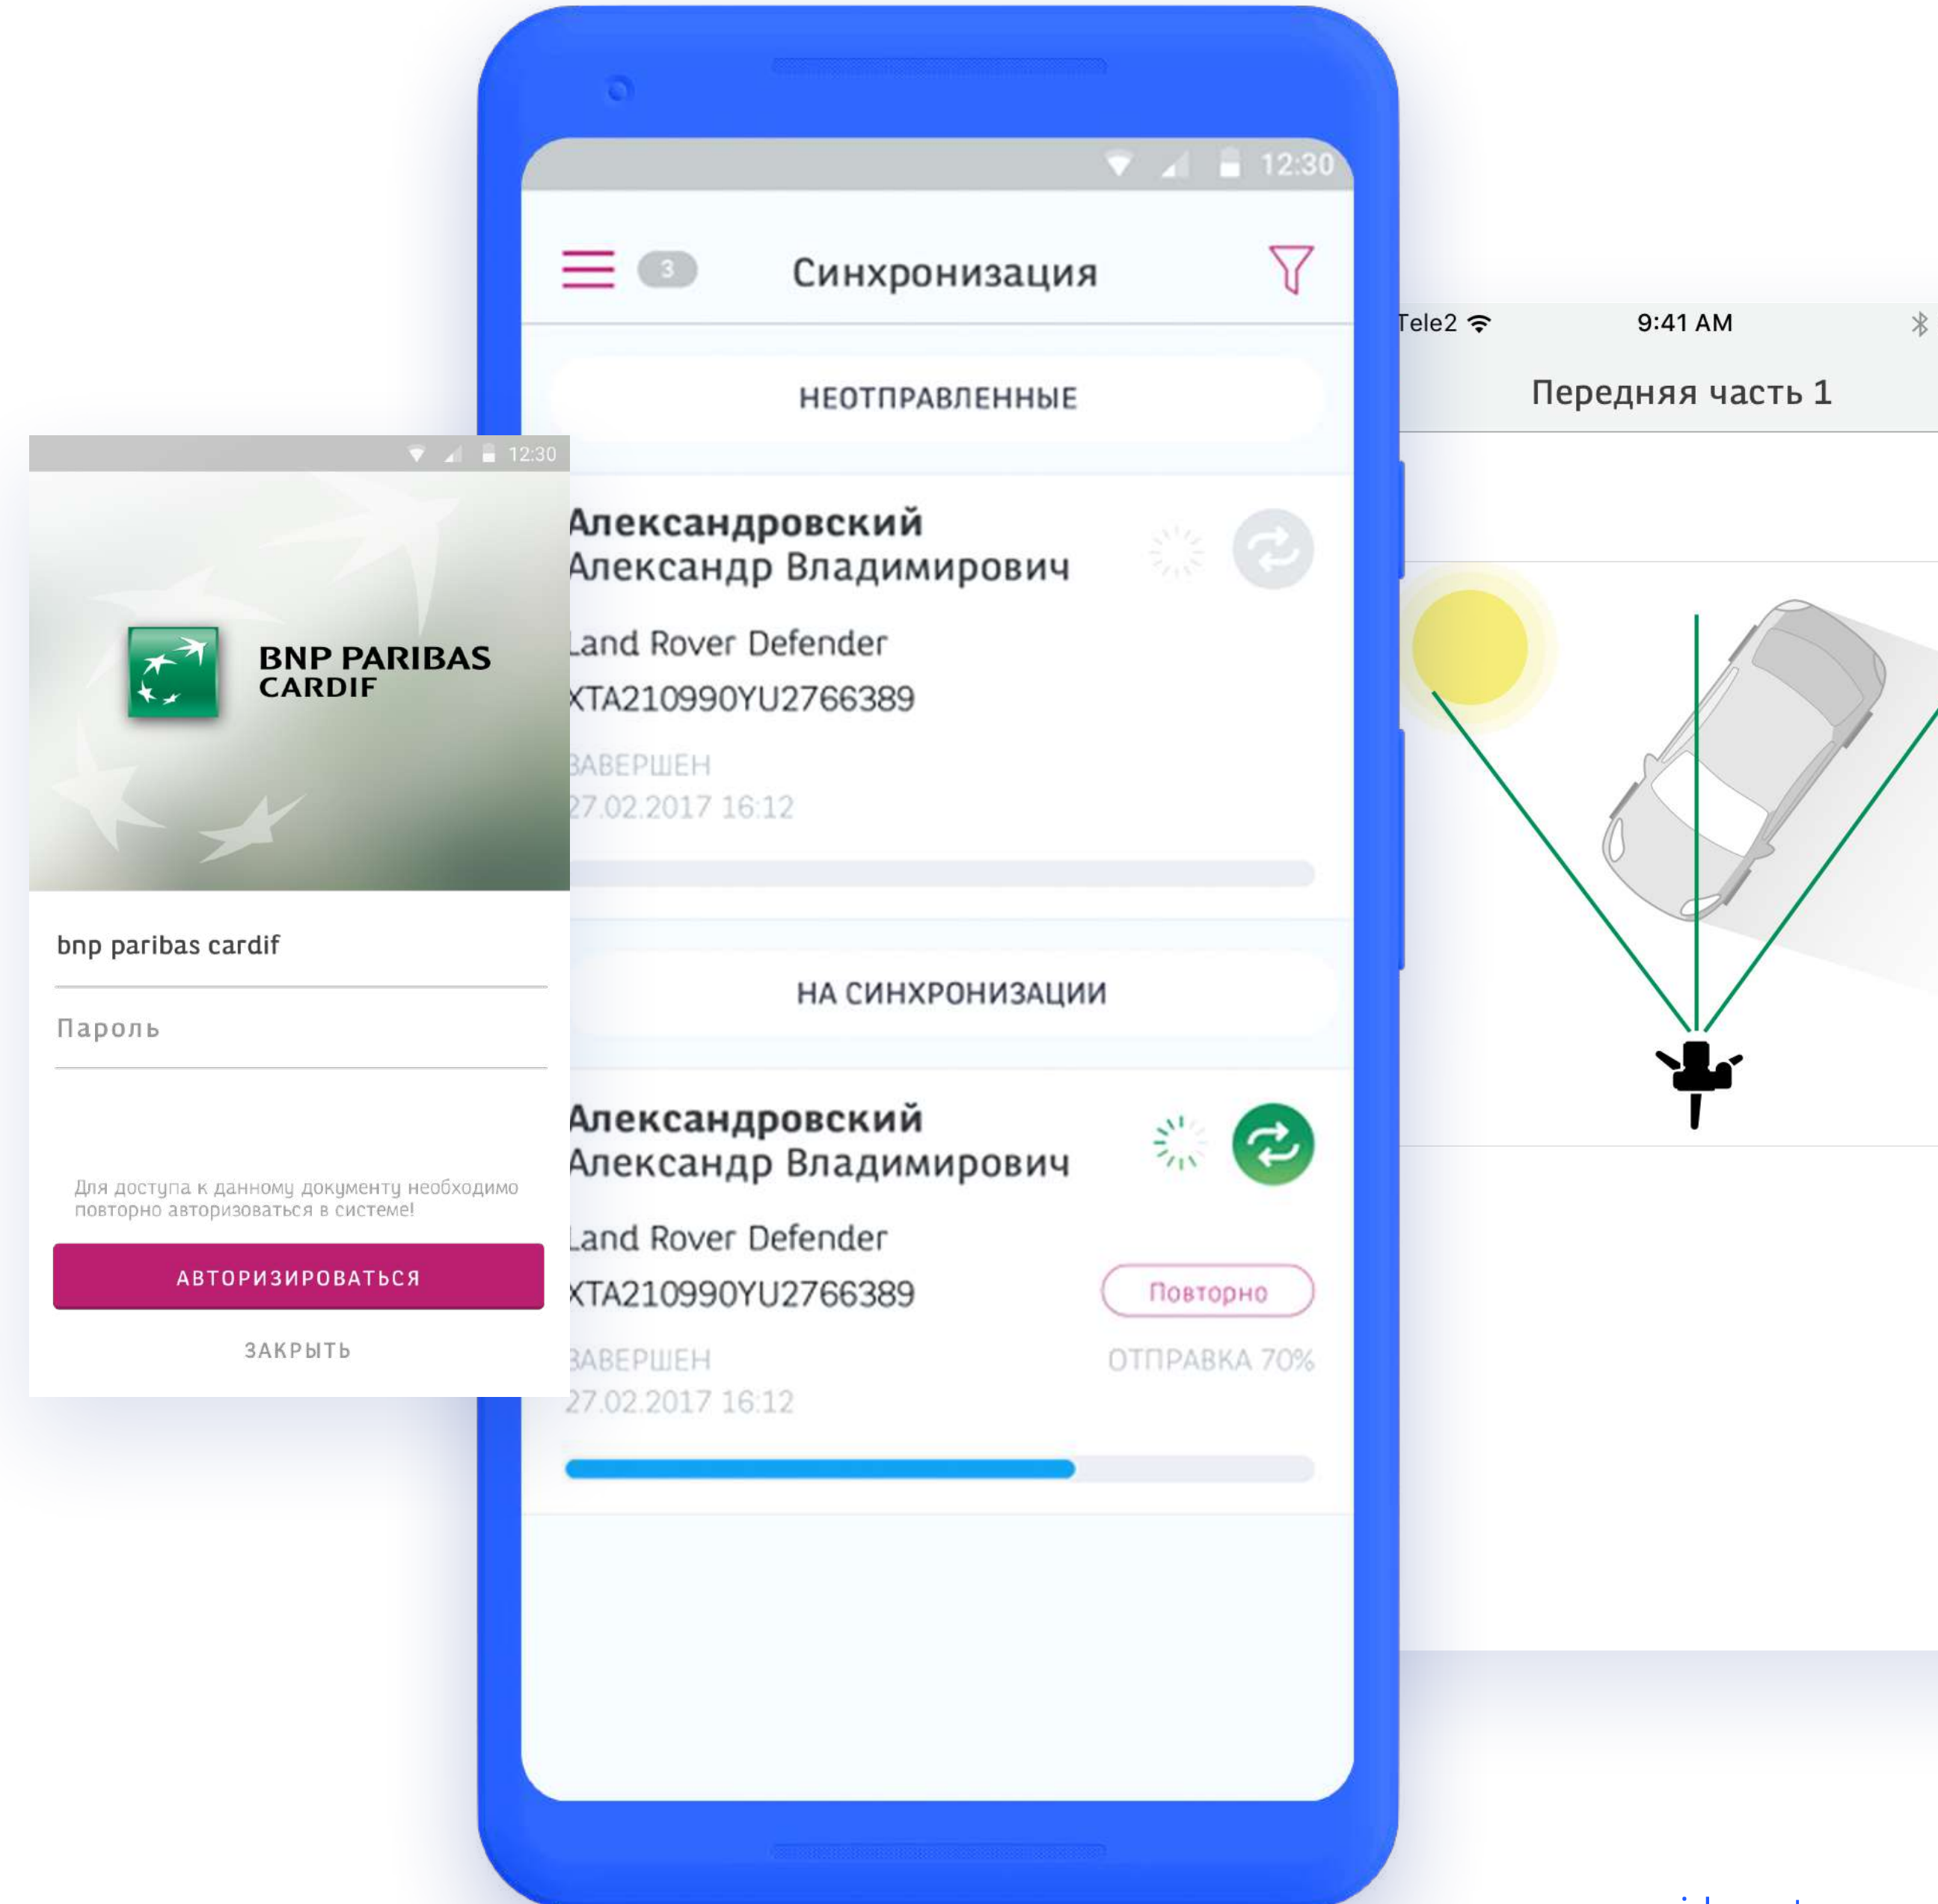 12:30
BNP PARIBAS
CARDIF
bnp paribas cardif
Пароль
Для доступа к данному документу необходимо
повторно авторизоваться в системе!
АВТОРИЗИРОВАТЬСЯ
ЗАКРЫТЬ
12:30
3 Синхронизация
НЕОТПРАВЛЕННЫЕ
Александровский
Александр Владимирович
Land Rover Defender
XTA210990YU2766389
ЗАВЕРШЕН
27.02.2017 16:12
НА СИНХРОНИЗАЦИИ
Александровский
Александр Владимирович
Land Rover Defender
XTA210990YU2766389 Повторно
ЗАВЕРШЕН ОТПРАВКА 70%
27.02.2017 16:12
Tele2 9:41 AM
Передняя часть 1